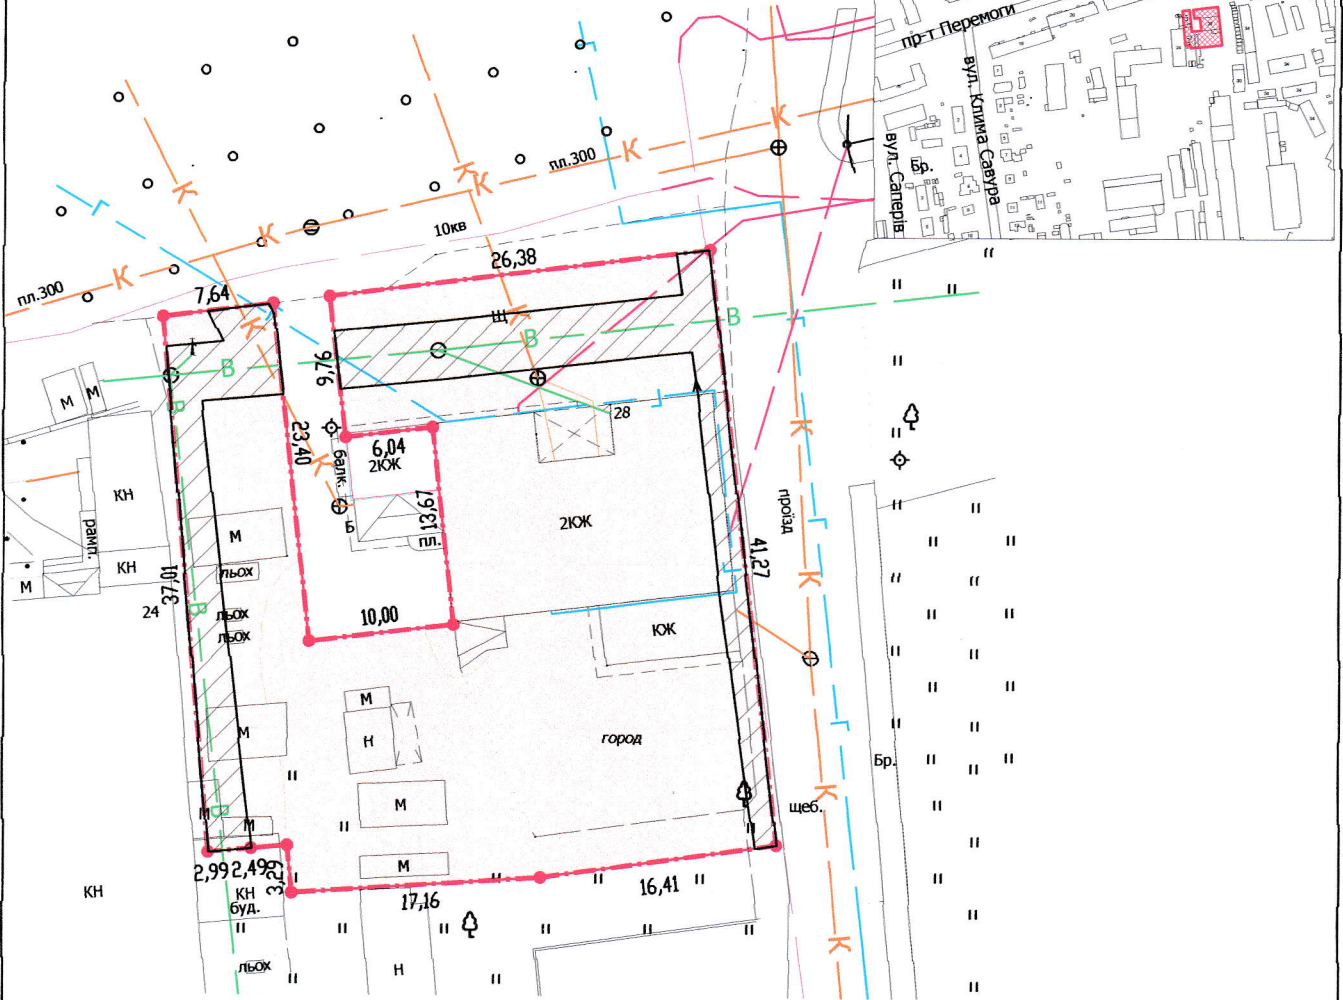 пр-т Перемоги
вул. Клима Савура
вул. Саперів
Бр.
К
К
К
пл.300
К
К
К
Г
К
10кв
К
пл.300
26,38
7,64
К
Щ
К
В
В
В
9,76
М
М
В
28
23,40
6,04
2КЖ
балк.
К
К
КН
Б
13,67
пл.
2КЖ
проїзд
рамп.
М
41,27
КН
льох
К
М
37,01
24
В
льох
льох
10,00
КЖ
М
М
Н
город
Г
Бр.
М
М
В
М
щеб.
К
М
2,99
2,49
3,29
КН
КН
буд.
17,16
16,41
К
льох
Н